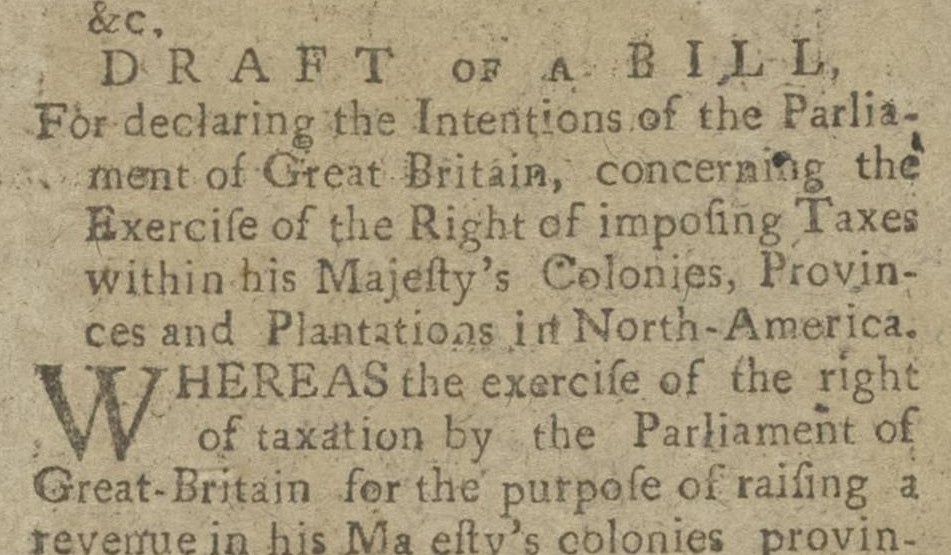 &c.
DRAFT OF A BILL,
For declaring the Intentions of the Parlia-
ment of Great Britain, concerning the
Exerciſe of the Right of impoſing Taxes
within his Majeſty's Colonies, Provin-
ces and Plantations in North-America.
WHEREAS the exerciſe of the right
of taxation by the Parliament of
Great-Britain for the purpoſe of raiſing a
revenue in his Ma eſty's colonies provin-